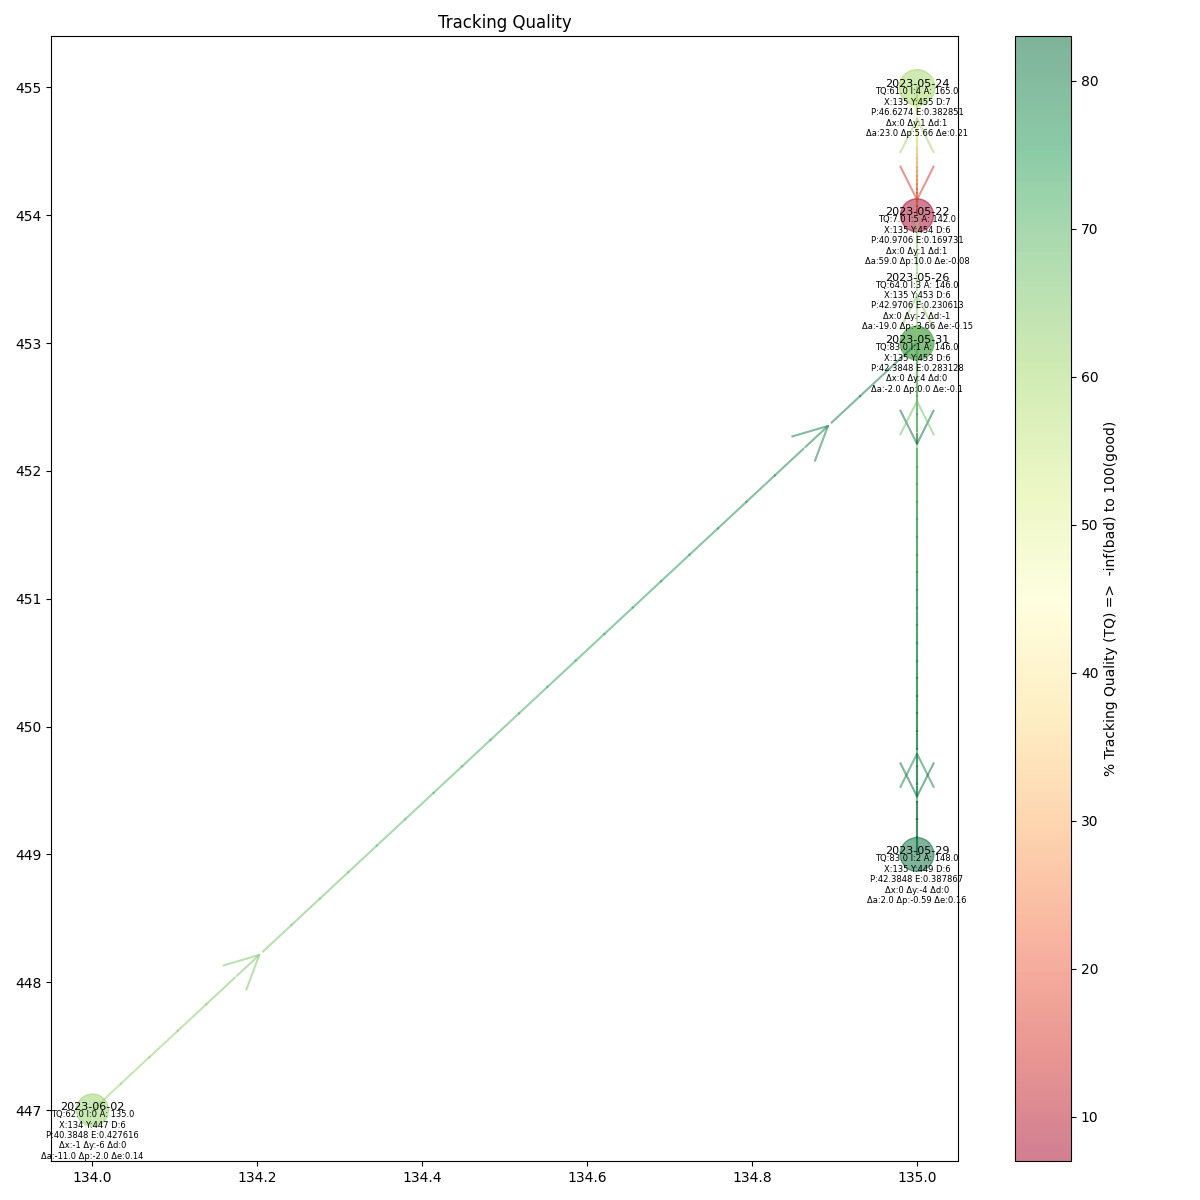 Tracking Quality
455
454
453
452
451
450
449
448
447
134.0
134.2
134.4
134.6
134.8
135.0
2023-05-24
TQ:61.0 I:4 A: 165.0
X:135 Y:455 D:7
P:46.6274 E:0.382851
Δx:0 Δy:1 Δd:1
Δa:23.0 Δp:5.66 Δe:0.21
2023-05-22
TQ:7.0 I:5 A: 142.0
X:135 Y:454 D:6
P:40.9706 E:0.169731
Δx:0 Δy:1 Δd:1
Δa:59.0 Δp:10.0 Δe:-0.08
2023-05-26
TQ:64.0 I:3 A: 146.0
X:135 Y:453 D:6
P:42.9706 E:0.230613
Δx:0 Δy:-2 Δd:-1
Δa:-19.0 Δp:-3.66 Δe:-0.15
2023-05-31
TQ:83.0 I:1 A: 146.0
X:135 Y:453 D:6
P:42.3848 E:0.283128
Δx:0 Δy:4 Δd:0
Δa:-2.0 Δp:0.0 Δe:-0.1
2023-05-29
TQ:83.0 I:2 A: 148.0
X:135 Y:449 D:6
P:42.3848 E:0.387867
Δx:0 Δy:-4 Δd:0
Δa:2.0 Δp:-0.59 Δe:0.16
2023-06-02
TQ:62.0 I:0 A: 135.0
X:134 Y:447 D:6
P:40.3848 E:0.427616
Δx:-1 Δy:-6 Δd:0
Δa:-11.0 Δp:-2.0 Δe:0.14
80
70
60
50
40
30
20
10
% Tracking Quality (TQ) => -inf(bad) to 100(good)